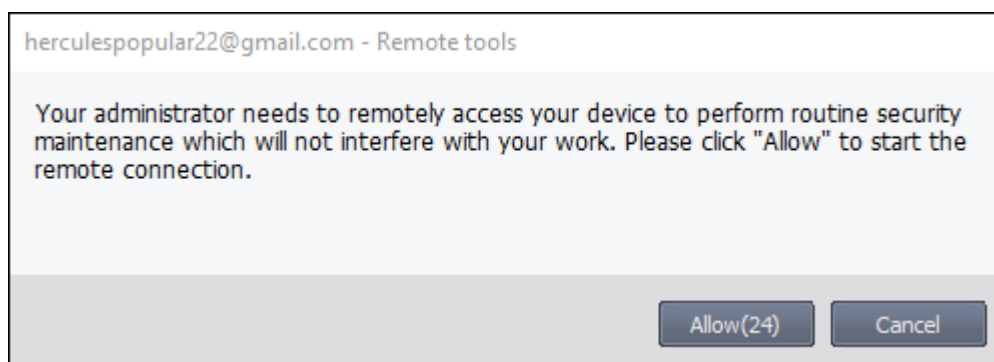 herculespopular22@gmail.com - Remote tools
Your administrator needs to remotely access your device to perform routine security
maintenance which will not interfere with your work. Please click "Allow" to start the
remote connection.
Allow(24)
Cancel